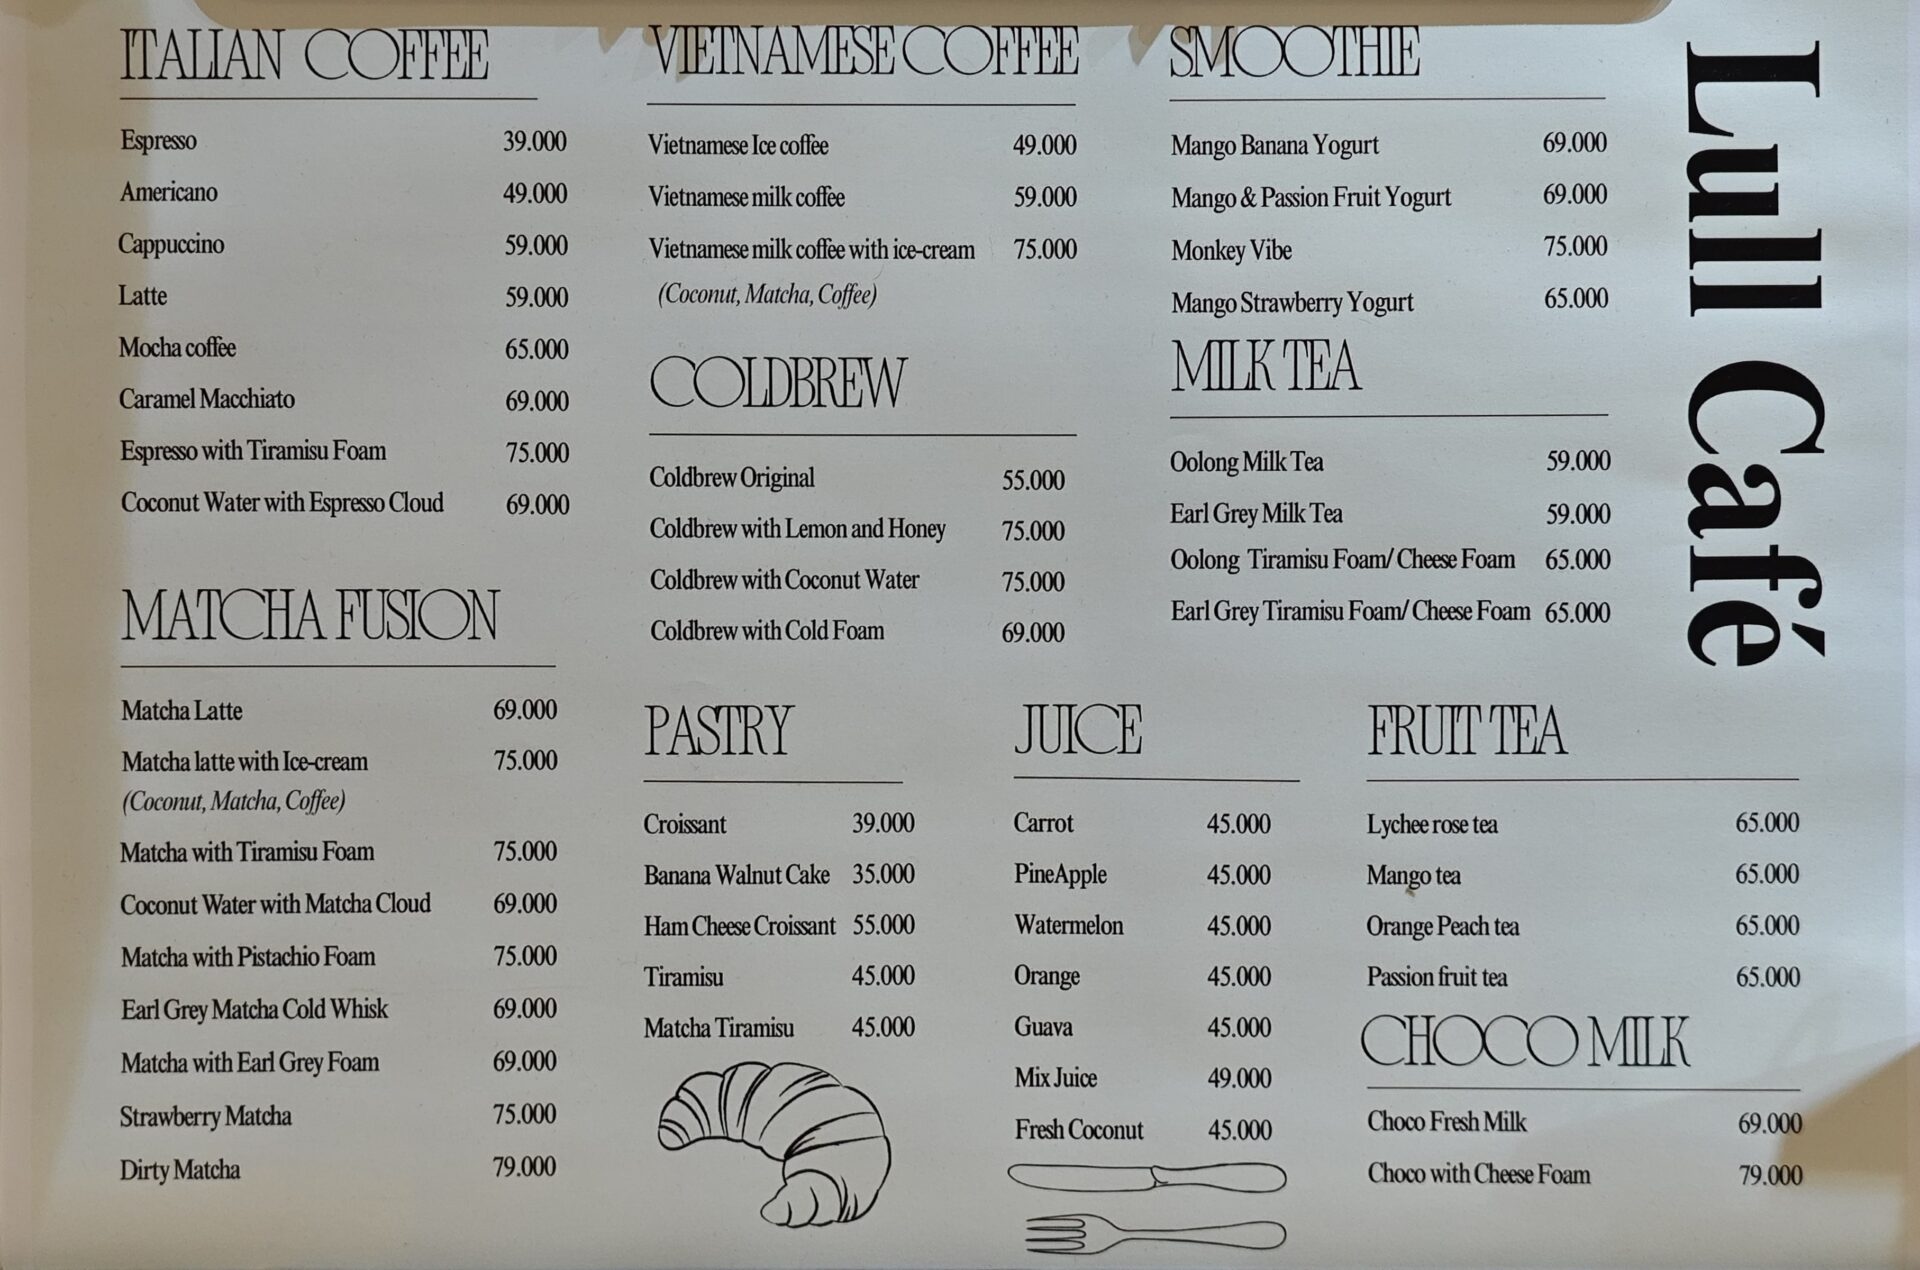 ITALIAN COFFEE
Espresso 39.000
Americano 49.000
Cappuccino 59.000
Latte 59.000
Mocha coffee 65.000
Caramel Macchiato 69.000
Espresso with Tiramisu Foam 75.000
Coconut Water with Espresso Cloud 69.000
MATCHA FUSION
Matcha Latte 69.000
Matcha latte with Ice-cream 75.000
(Coconut, Matcha, Coffee)
Matcha with Tiramisu Foam 75.000
Coconut Water with Matcha Cloud 69.000
Matcha with Pistachio Foam 75.000
Earl Grey Matcha Cold Whisk 69.000
Matcha with Earl Grey Foam 69.000
Strawberry Matcha 75.000
Dirty Matcha 79.000
VIETNAMESE COFFEE
Vietnamese Ice coffee 49.000
Vietnamese milk coffee 59.000
Vietnamese milk coffee with ice-cream 75.000
(Coconut, Matcha, Coffee)
COLDBREW
Coldbrew Original 55.000
Coldbrew with Lemon and Honey 75.000
Coldbrew with Coconut Water 75.000
Coldbrew with Cold Foam 69.000
SMOOTHIE
Mango Banana Yogurt 69.000
Mango & Passion Fruit Yogurt 69.000
Monkey Vibe 75.000
Mango Strawberry Yogurt 65.000
MILK TEA
Oolong Milk Tea 59.000
Earl Grey Milk Tea 59.000
Oolong Tiramisu Foam/ Cheese Foam 65.000
Earl Grey Tiramisu Foam/ Cheese Foam 65.000
PASTRY
Croissant 39.000
Banana Walnut Cake 35.000
Ham Cheese Croissant 55.000
Tiramisu 45.000
Matcha Tiramisu 45.000
JUICE
Carrot 45.000
PineApple 45.000
Watermelon 45.000
Orange 45.000
Guava 45.000
Mix Juice 49.000
Fresh Coconut 45.000
FRUIT TEA
Lychee rose tea 65.000
Mango tea 65.000
Orange Peach tea 65.000
Passion fruit tea 65.000
CHOCO MILK
Choco Fresh Milk 69.000
Choco with Cheese Foam 79.000
Lull Café